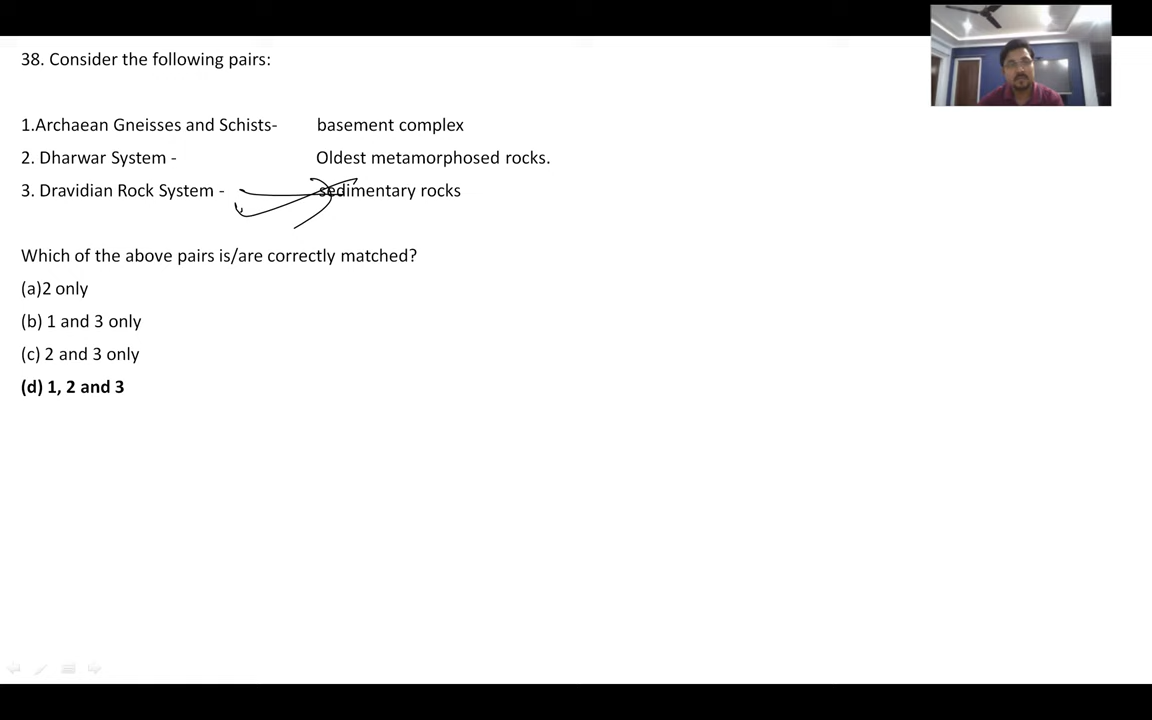 38. Consider the following pairs:
1.Archaean Gneisses and Schists- basement complex
2. Dharwar System - Oldest metamorphosed rocks.
3. Dravidian Rock System - sedimentary rocks
Which of the above pairs is/are correctly matched?
(a)2 only
(b) 1 and 3 only
(c) 2 and 3 only
(d) 1, 2 and 3